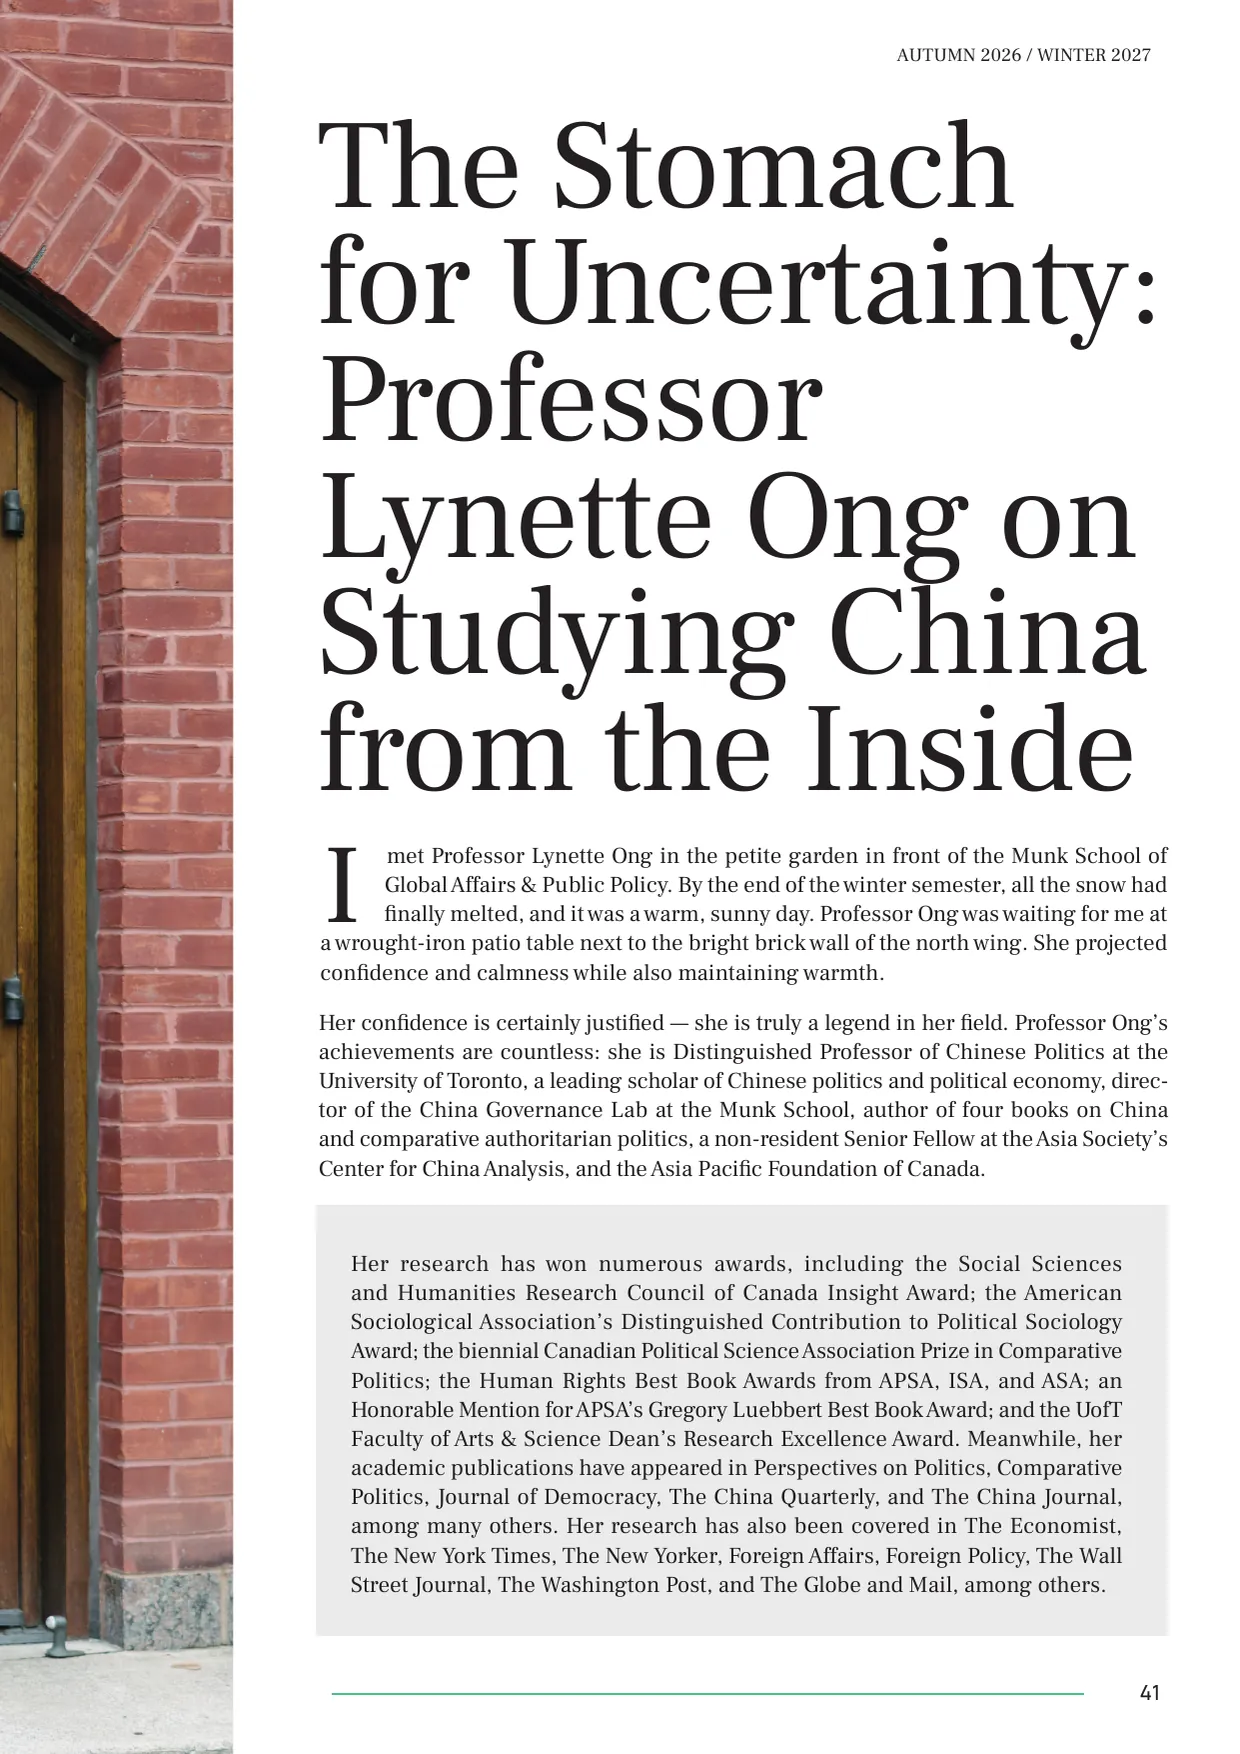 AUTUMN 2026 / WINTER 2027
The Stomach
for Uncertainty:
Professor
Lynette Ong on
Studying China
from the Inside
I met Professor Lynette Ong in the petite garden in front of the Munk School of
Global Affairs & Public Policy. By the end of the winter semester, all the snow had
finally melted, and it was a warm, sunny day. Professor Ong was waiting for me at
a wrought-iron patio table next to the bright brick wall of the north wing. She projected
confidence and calmness while also maintaining warmth.
Her confidence is certainly justified — she is truly a legend in her field. Professor Ong’s
achievements are countless: she is Distinguished Professor of Chinese Politics at the
University of Toronto, a leading scholar of Chinese politics and political economy, direc-
tor of the China Governance Lab at the Munk School, author of four books on China
and comparative authoritarian politics, a non-resident Senior Fellow at the Asia Society’s
Center for China Analysis, and the Asia Pacific Foundation of Canada.
Her research has won numerous awards, including the Social Sciences
and Humanities Research Council of Canada Insight Award; the American
Sociological Association’s Distinguished Contribution to Political Sociology
Award; the biennial Canadian Political Science Association Prize in Comparative
Politics; the Human Rights Best Book Awards from APSA, ISA, and ASA; an
Honorable Mention for APSA’s Gregory Luebbert Best Book Award; and the UofT
Faculty of Arts & Science Dean’s Research Excellence Award. Meanwhile, her
academic publications have appeared in Perspectives on Politics, Comparative
Politics, Journal of Democracy, The China Quarterly, and The China Journal,
among many others. Her research has also been covered in The Economist,
The New York Times, The New Yorker, Foreign Affairs, Foreign Policy, The Wall
Street Journal, The Washington Post, and The Globe and Mail, among others.
41